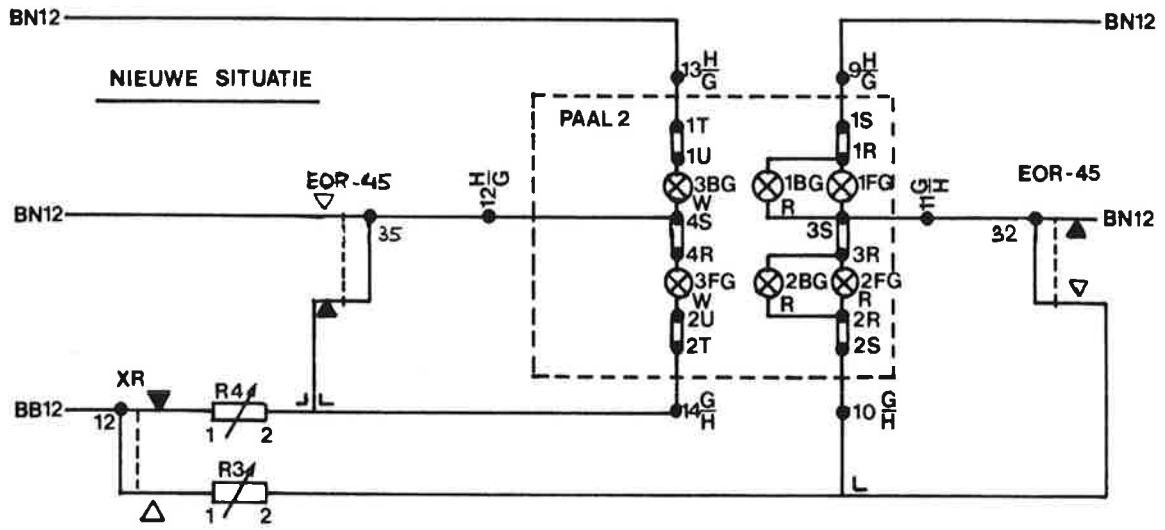 BN12
BN12
NIEUWE SITUATIE
13 H/G
9 H/G
PAAL 2
1T
1S
1U
1R
EOR-45
12 H/G
3BG
W
1BG
R
1FG
11 G/H
EOR-45
BN12
35
4S
3S
32
BN12
4R
3R
3FG
W
2BG
R
2FG
R
2U
2R
2T
2S
XR
R4
BB12
12
1
2
L
L
14 G/H
10 G/H
R3
1
2
L